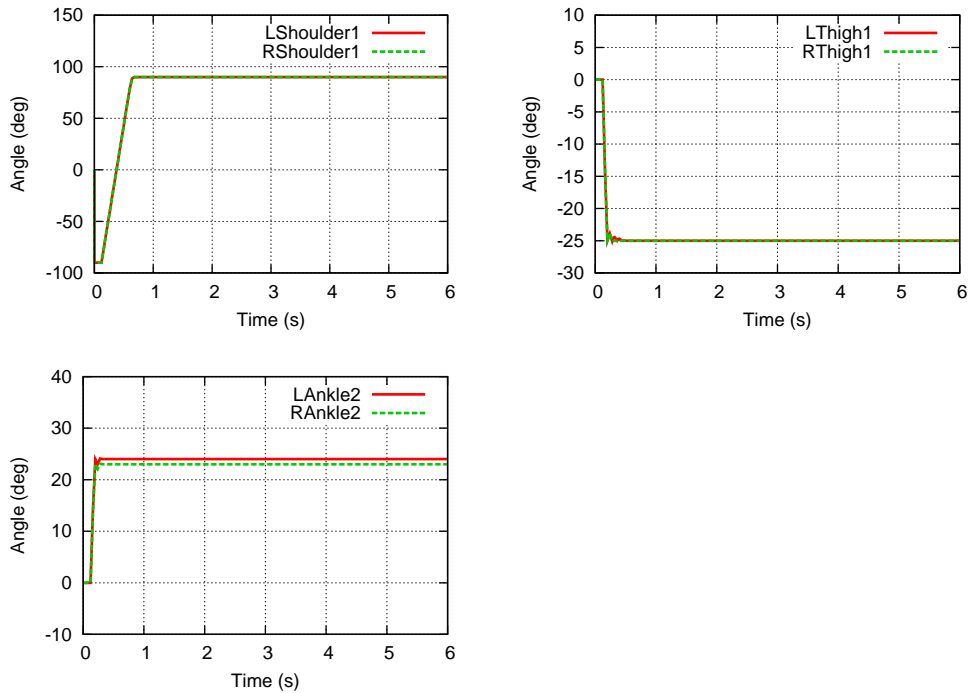 150
100
50
0
-50
-100
Angle (deg)
LShoulder1
RShoulder1
0 1 2 3 4 5 6
Time (s)
10
5
0
-5
-10
-15
-20
-25
-30
Angle (deg)
LThigh1
RThigh1
0 1 2 3 4 5 6
Time (s)
40
30
20
10
0
-10
Angle (deg)
LAnkle2
RAnkle2
0 1 2 3 4 5 6
Time (s)